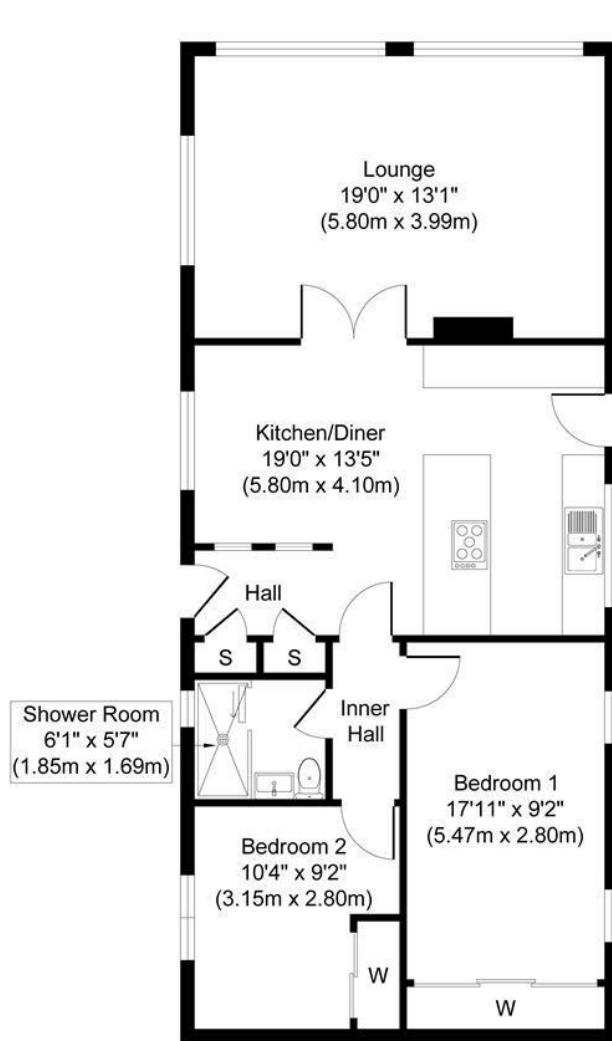 Lounge
19'0" x 13'1"
(5.80m x 3.99m)
Kitchen/Diner
19'0" x 13'5"
(5.80m x 4.10m)
Hall
S
S
Shower Room
6'1" x 5'7"
(1.85m x 1.69m)
Inner
Hall
Bedroom 1
17'11" x 9'2"
(5.47m x 2.80m)
Bedroom 2
10'4" x 9'2"
(3.15m x 2.80m)
W
W